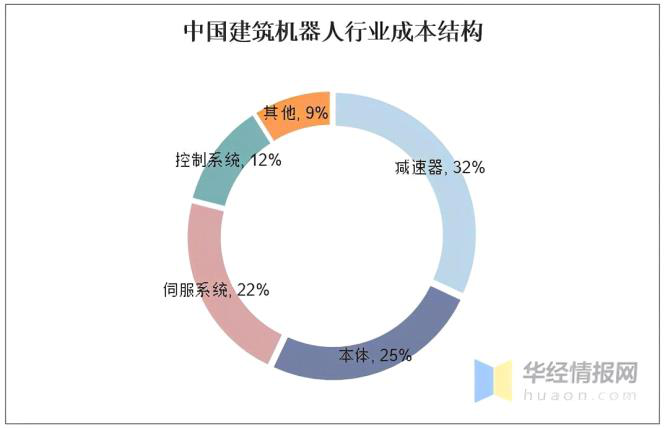 中国建筑机器人行业成本结构
其他, 9%
减速器, 32%
控制系统, 12%
伺服系统, 22%
本体, 25%
华经情报网
huaon.com